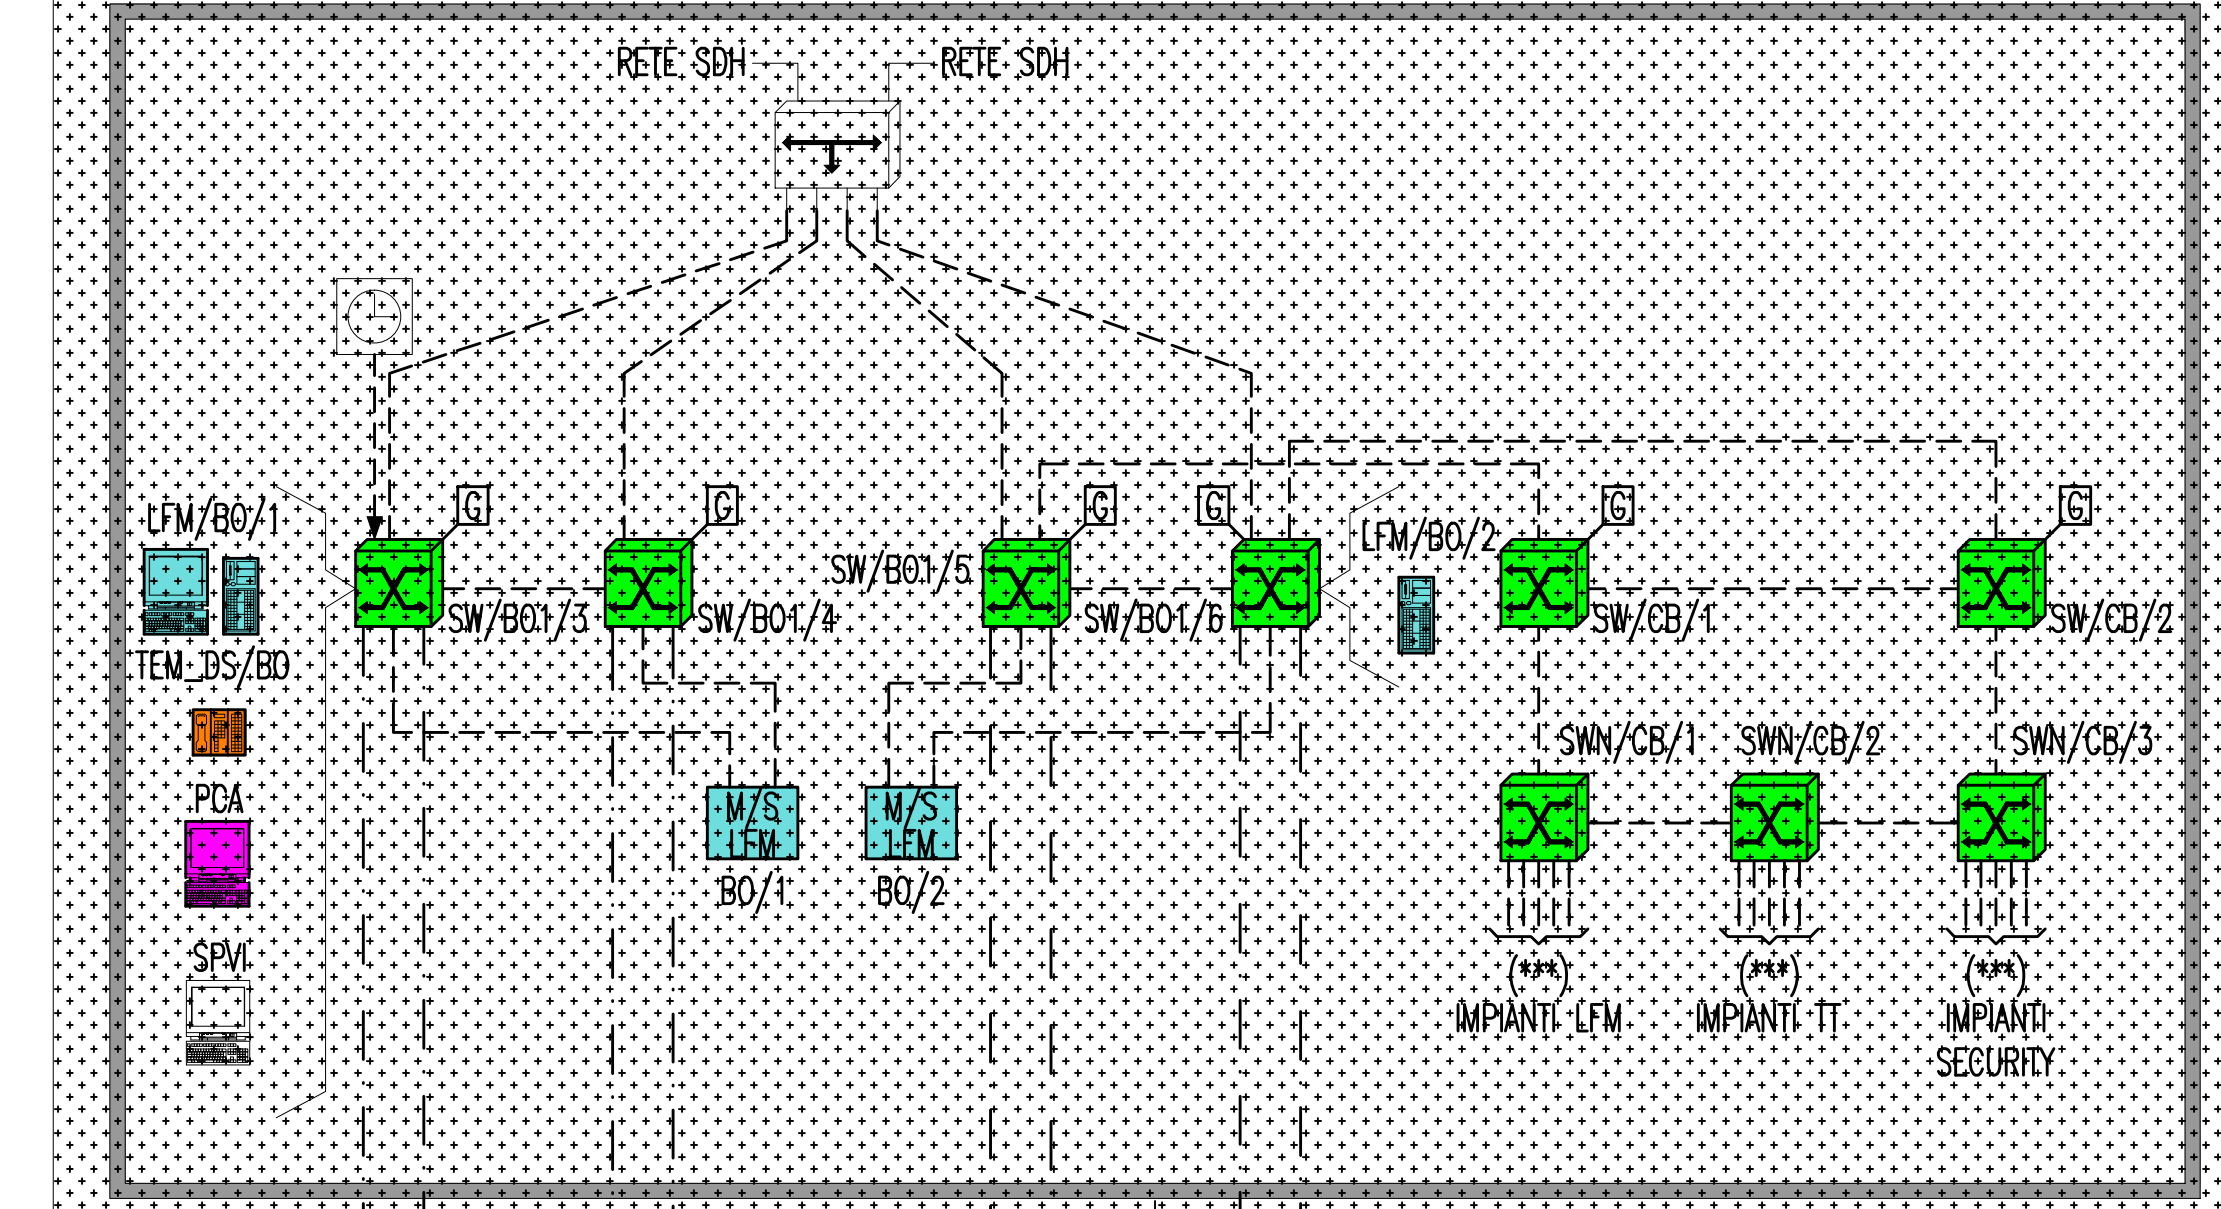 RETE SDH
RETE SDH
G
G
G
G
G
G
LFM/BO/1
LFM/BO/2
SW/BO1/5
SW/BO1/3
SW/BO1/4
SW/BO1/6
SW/CB/1
SW/CB/2
TEM_DS/BO
SWN/CB/1
SWN/CB/2
SWN/CB/3
PCA
M/S
LFM
M/S
LFM
BO/1
BO/2
SPVI
(***)
(***)
(***)
IMPIANTI LFM
IMPIANTI TT
IMPIANTI
SECURITY